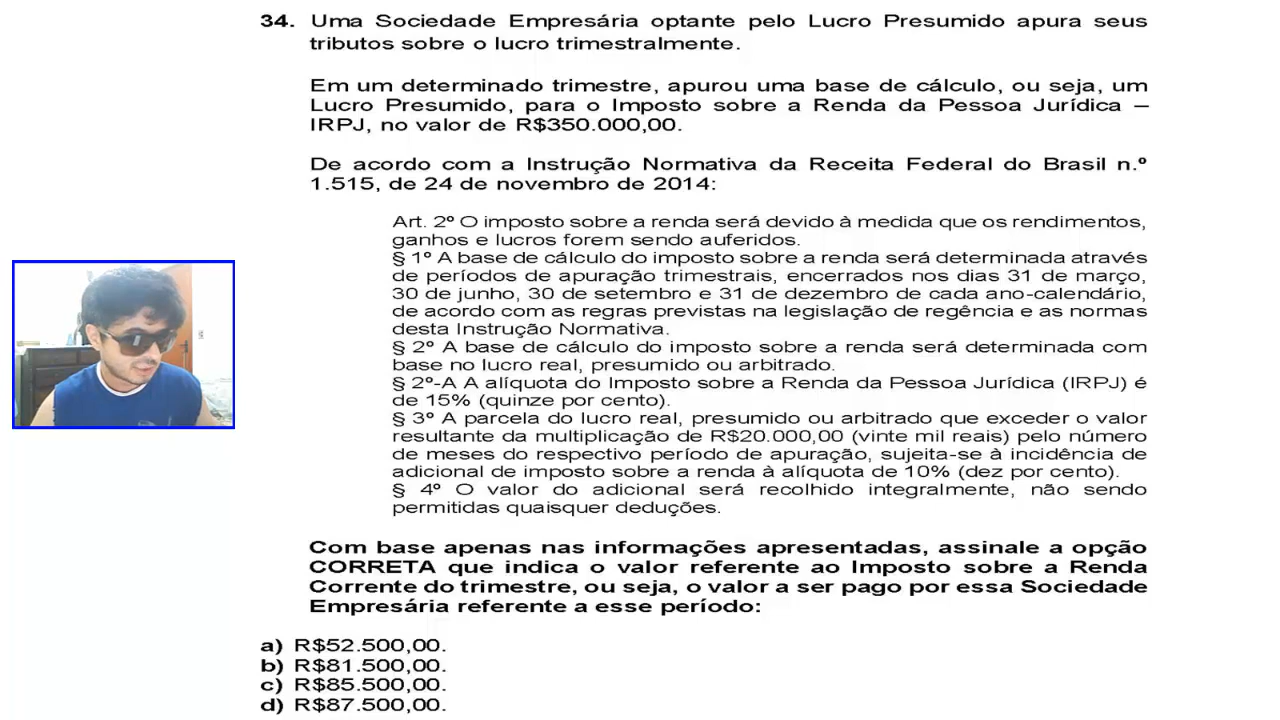 34. Uma Sociedade Empresária optante pelo Lucro Presumido apura seus
tributos sobre o lucro trimestralmente.
Em um determinado trimestre, apurou uma base de cálculo, ou seja, um
Lucro Presumido, para o Imposto sobre a Renda da Pessoa Jurídica –
IRPJ, no valor de R$350.000,00.
De acordo com a Instrução Normativa da Receita Federal do Brasil n.º
1.515, de 24 de novembro de 2014:
Art. 2º O imposto sobre a renda será devido à medida que os rendimentos,
ganhos e lucros forem sendo auferidos.
§ 1º A base de cálculo do imposto sobre a renda será determinada através
de períodos de apuração trimestrais, encerrados nos dias 31 de março,
30 de junho, 30 de setembro e 31 de dezembro de cada ano-calendário,
de acordo com as regras previstas na legislação de regência e as normas
desta Instrução Normativa.
§ 2º A base de cálculo do imposto sobre a renda será determinada com
base no lucro real, presumido ou arbitrado.
§ 2º-A A alíquota do Imposto sobre a Renda da Pessoa Jurídica (IRPJ) é
de 15% (quinze por cento).
§ 3º A parcela do lucro real, presumido ou arbitrado que exceder o valor
resultante da multiplicação de R$20.000,00 (vinte mil reais) pelo número
de meses do respectivo período de apuração, sujeita-se à incidência de
adicional de imposto sobre a renda à alíquota de 10% (dez por cento).
§ 4º O valor do adicional será recolhido integralmente, não sendo
permitidas quaisquer deduções.
Com base apenas nas informações apresentadas, assinale a opção
CORRETA que indica o valor referente ao Imposto sobre a Renda
Corrente do trimestre, ou seja, o valor a ser pago por essa Sociedade
Empresária referente a esse período:
a) R$52.500,00.
b) R$81.500,00.
c) R$85.500,00.
d) R$87.500,00.